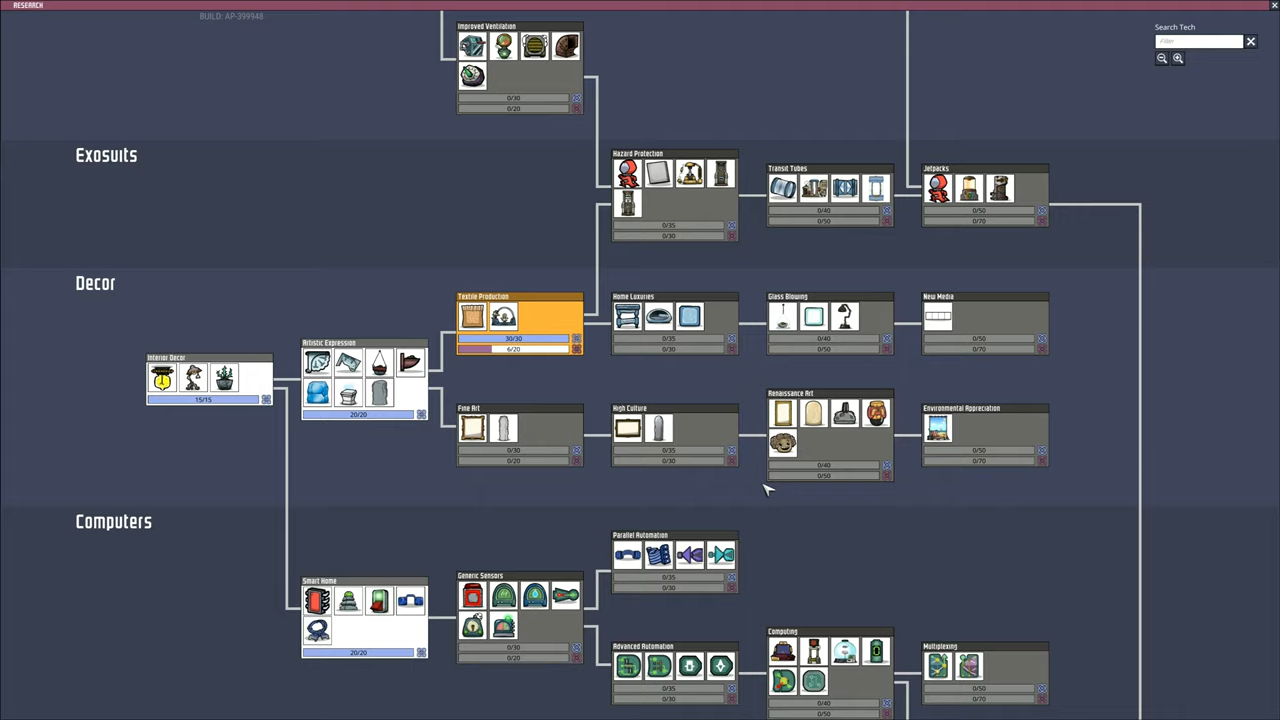 RESEARCH
BUILD: AP-399948
Search Tech
Filter
Improved Ventilation
0/30
0/20
Exosuits
Hazard Protection
0/35
0/30
Transit Tubes
0/40
0/50
Jetpacks
0/50
0/70
Decor
Interior Decor
15/15
Artistic Expression
20/20
Textile Production
30/30
6/20
Home Luxuries
0/35
0/30
Glass Blowing
0/40
0/50
New Media
0/50
0/70
Fine Art
0/30
0/20
High Culture
0/35
0/30
Renaissance Art
0/40
0/50
Environmental Appreciation
0/50
0/70
Computers
Smart Home
20/20
Generic Sensors
0/30
0/20
Parallel Automation
0/35
0/30
Advanced Automation
0/35
0/30
Computing
0/40
0/50
Multiplexing
0/50
0/70